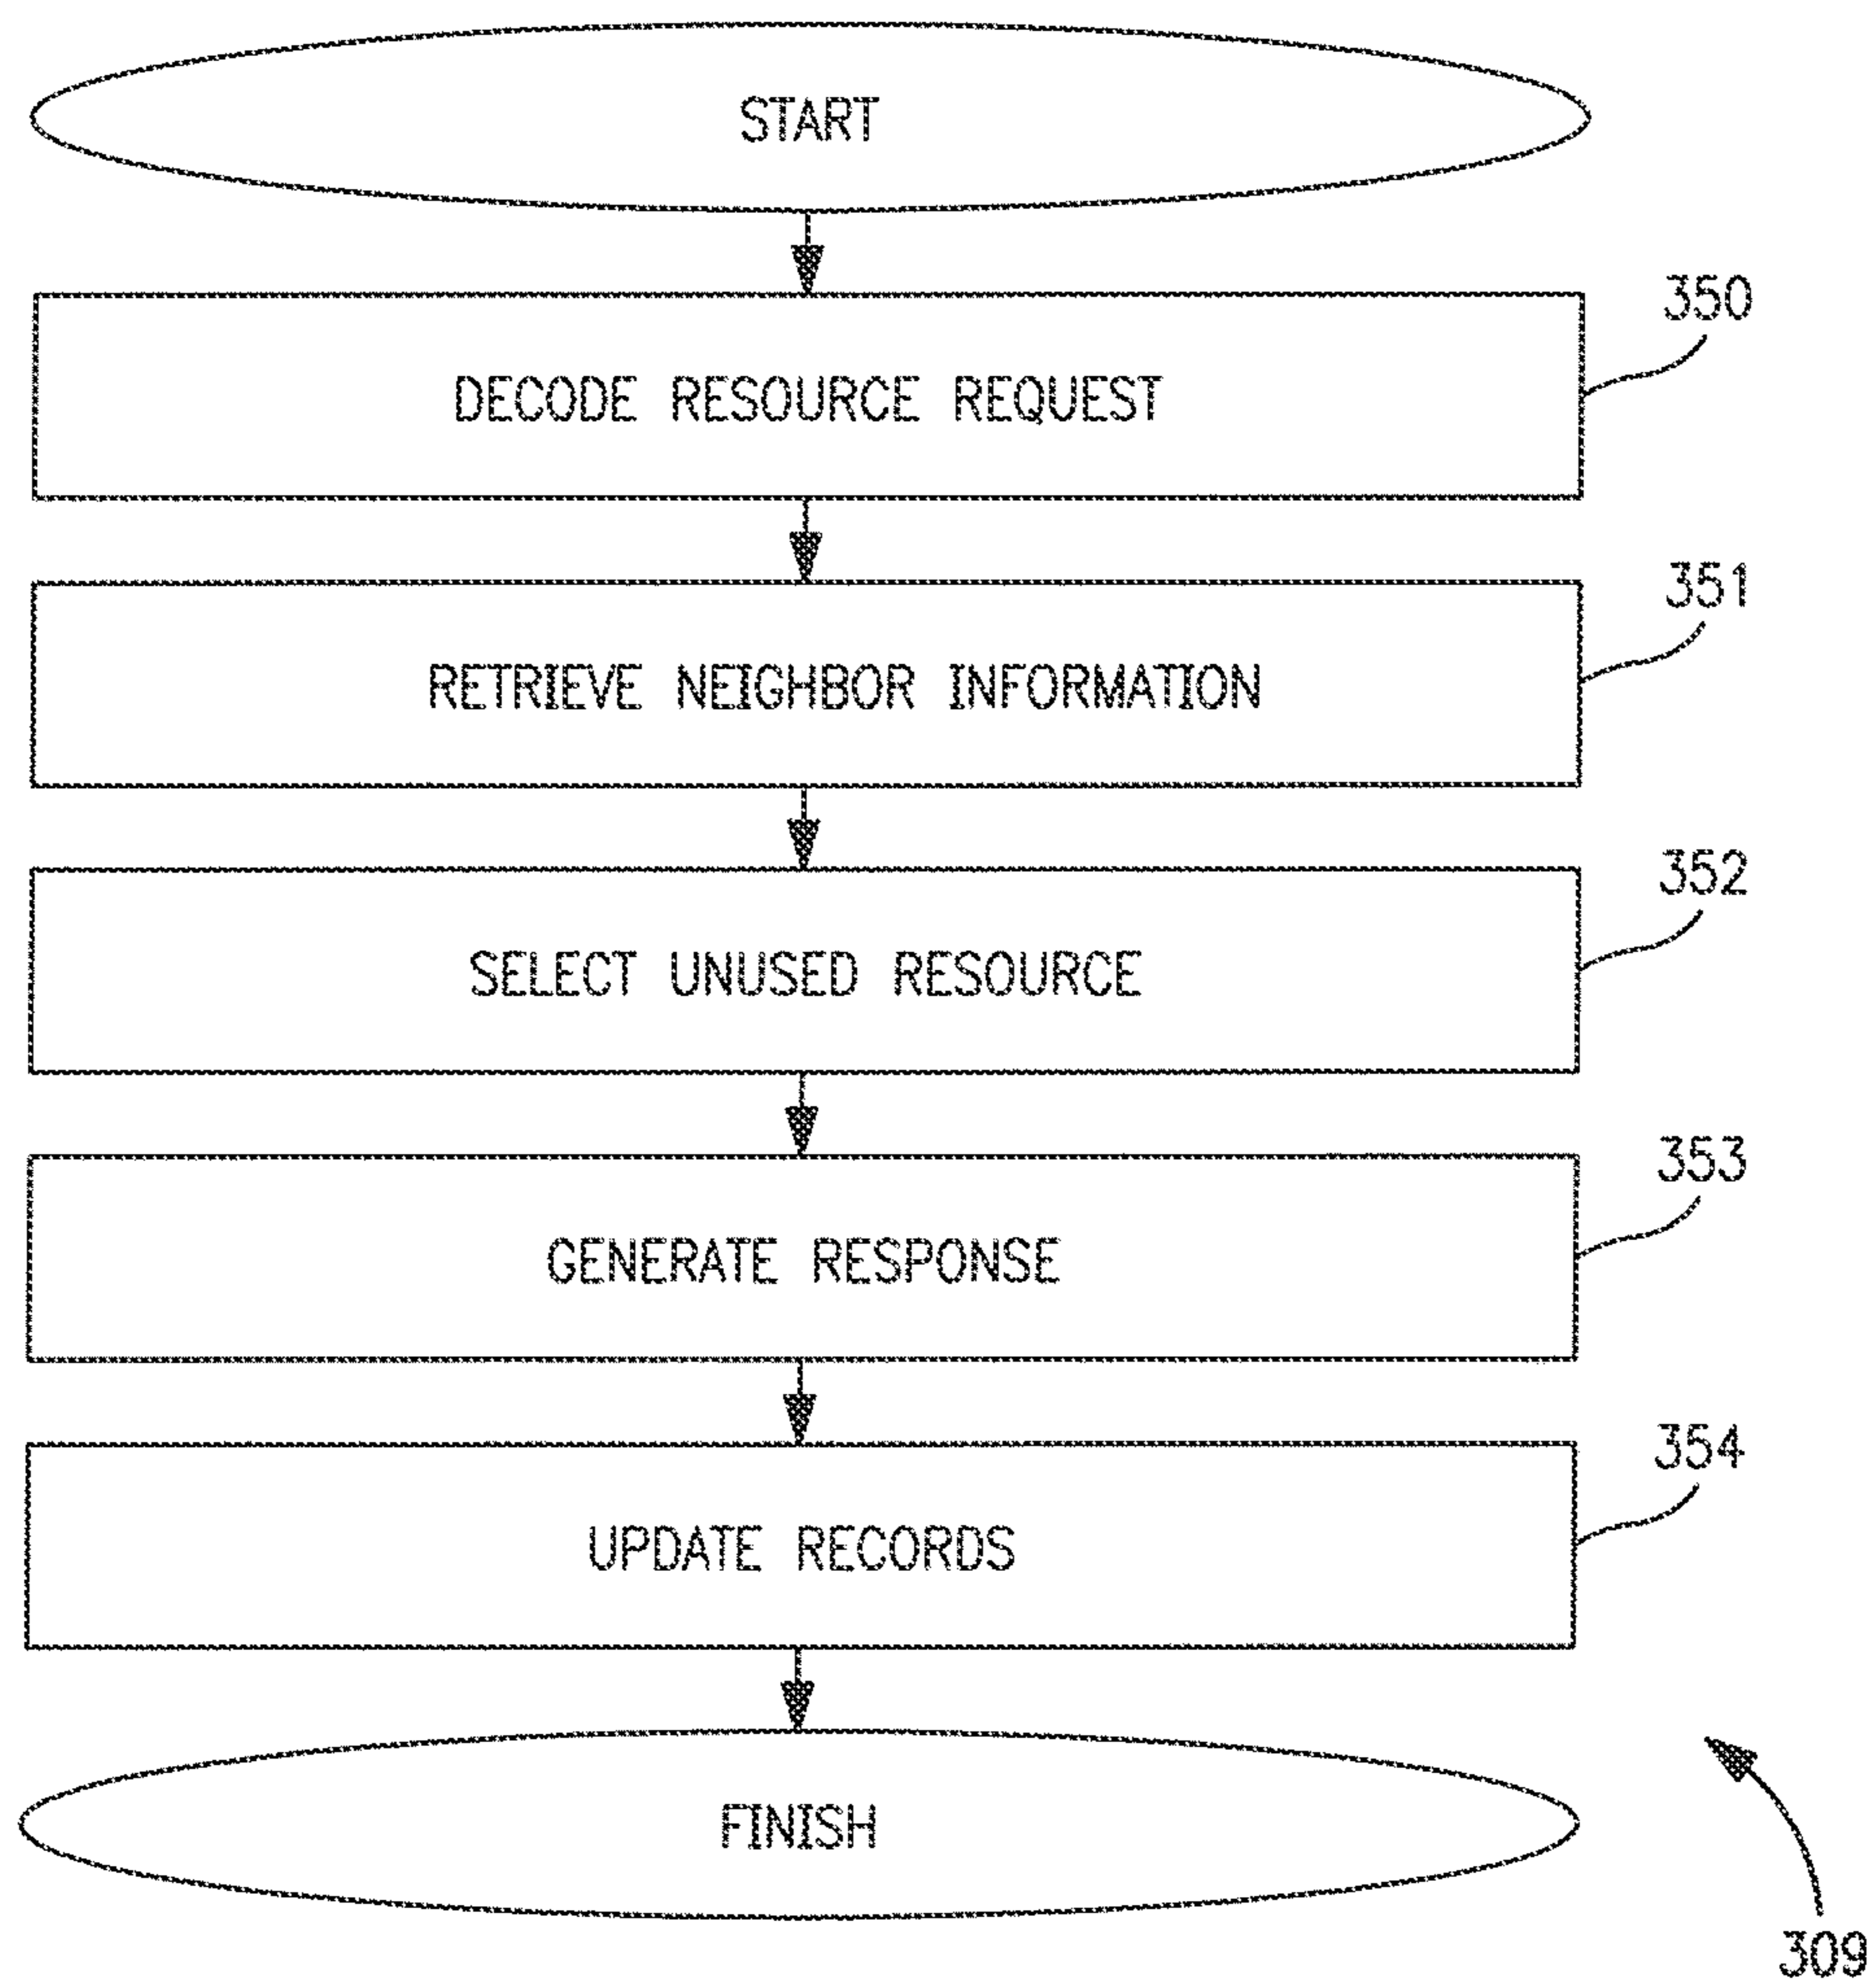 START
350
DECODE RESOURCE REQUEST
351
RETRIEVE NEIGHBOR INFORMATION
352
SELECT UNUSED RESOURCE
353
GENERATE RESPONSE
354
UPDATE RECORDS
FINISH
309